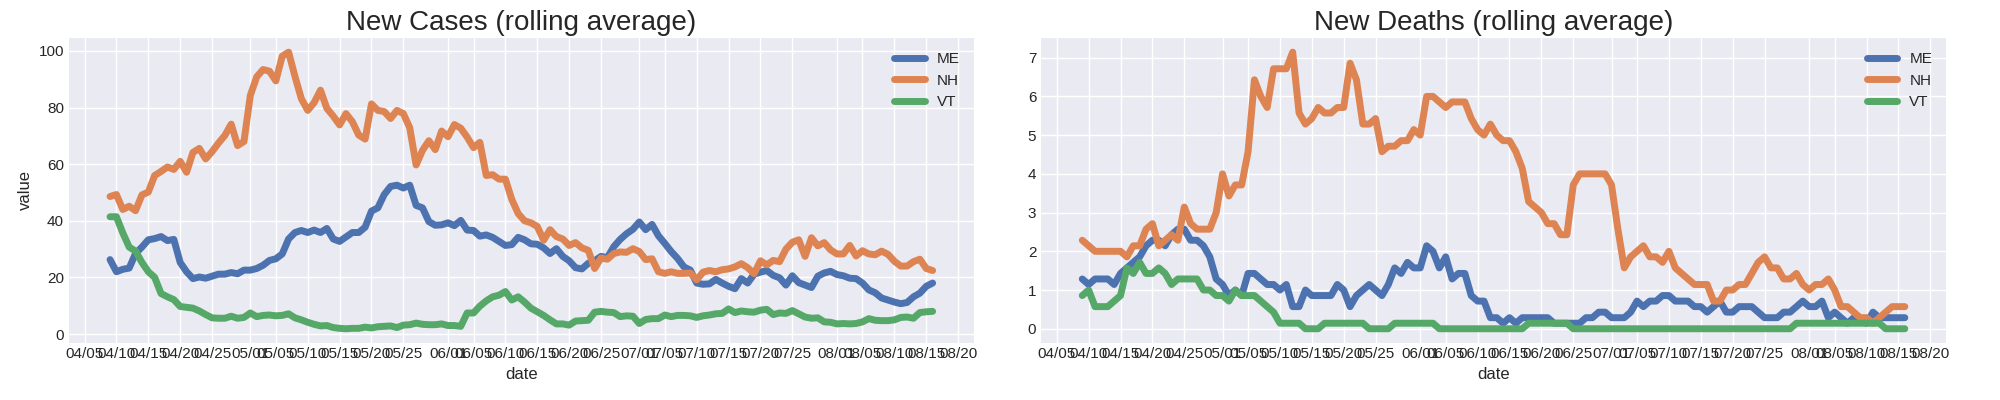 New Cases (rolling average)
100
80
60
40
20
0
value
ME
NH
VT
04/05 04/10 04/15 04/20 04/25 05/01 05/05 05/10 05/15 05/20 05/25 06/01 06/05 06/10 06/15 06/20 06/25 07/01 07/05 07/10 07/15 07/20 07/25 08/01 08/05 08/10 08/15 08/20
date
New Deaths (rolling average)
7
6
5
4
3
2
1
0
ME
NH
VT
04/05 04/10 04/15 04/20 04/25 05/01 05/05 05/10 05/15 05/20 05/25 06/01 06/05 06/10 06/15 06/20 06/25 07/01 07/05 07/10 07/15 07/20 07/25 08/01 08/05 08/10 08/15 08/20
date